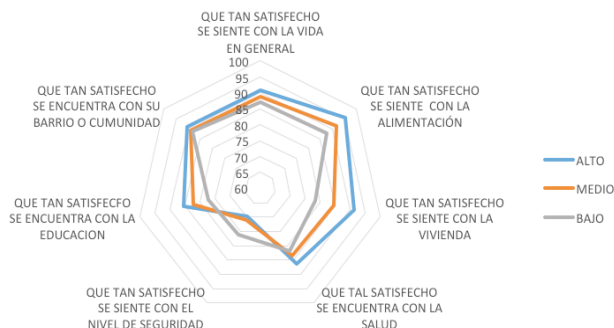 QUE TAN SATISFECHO
SE SIENTE CON LA VIDA
EN GENERAL
QUE TAN SATISFECHO
SE SIENTE CON LA
ALIMENTACIÓN
QUE TAN SATISFECHO
SE SIENTE CON LA
VIVIENDA
QUE TAL SATISFECHO
SE ENCUENTRA CON LA
SALUD
QUE TAN SATISFECHO
SE SIENTE CON EL
NIVEL DE SEGURIDAD
QUE TAN SATISFECFO
SE ENCUENTRA CON LA
EDUCACION
QUE TAN SATISFECHO
SE ENCUENTRA CON SU
BARRIO O CUMUNIDAD
100
95
90
85
80
75
70
65
60
ALTO
MEDIO
BAJO